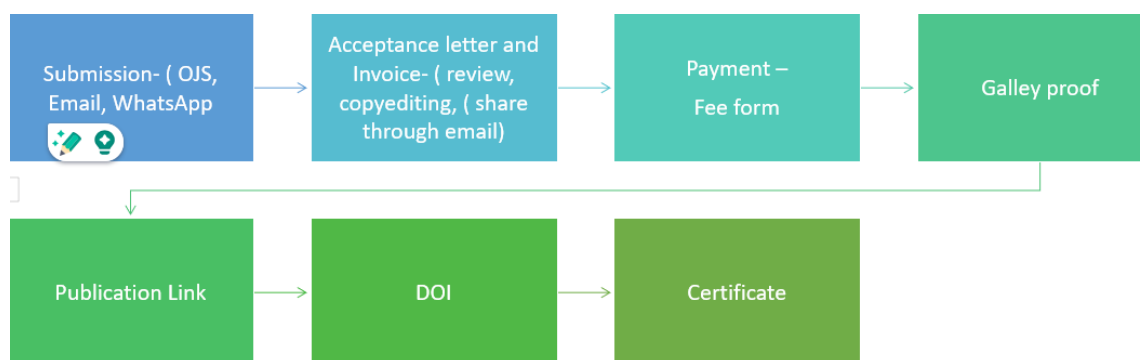 Submission- ( OJS,
Email, WhatsApp
Acceptance letter and
Invoice- ( review,
copyediting, ( share
through email)
Payment –
Fee form
Galley proof
Publication Link
DOI
Certificate